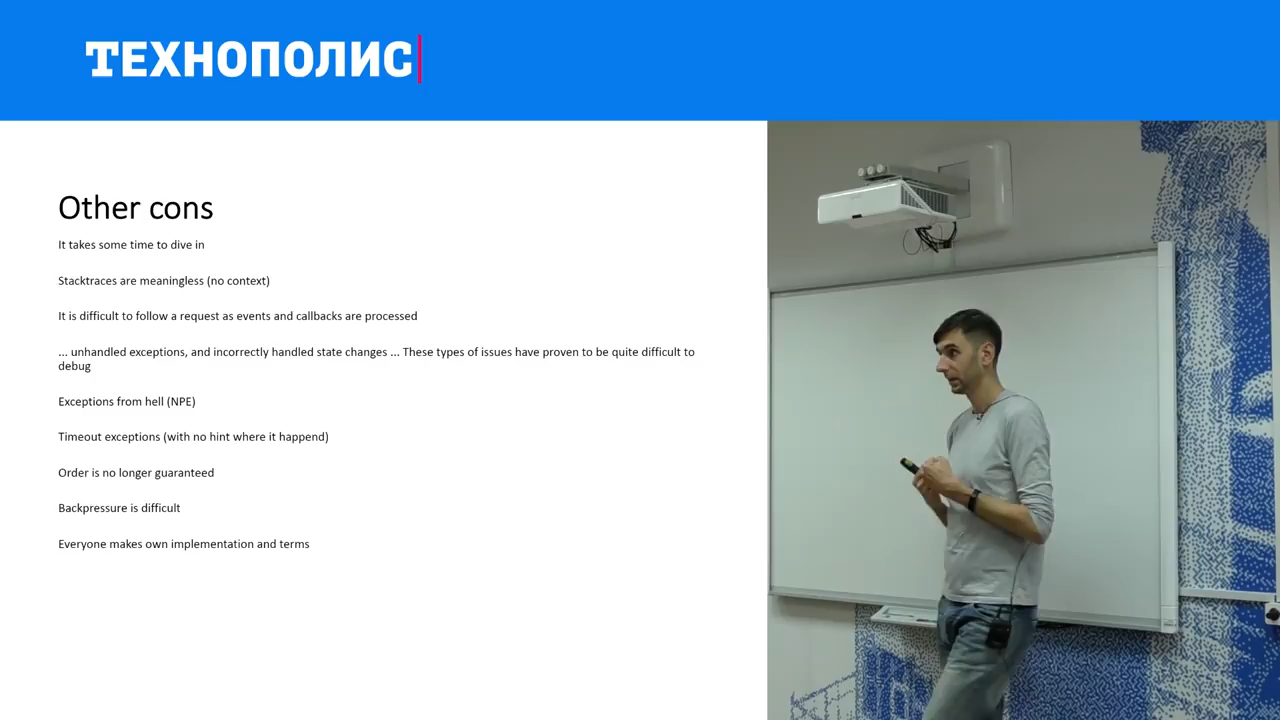 ТЕХНОПОЛИС
Other cons
It takes some time to dive in
Stacktraces are meaningless (no context)
It is difficult to follow a request as events and callbacks are processed
... unhandled exceptions, and incorrectly handled state changes ... These types of issues have proven to be quite difficult to
debug
Exceptions from hell (NPE)
Timeout exceptions (with no hint where it happend)
Order is no longer guaranteed
Backpressure is difficult
Everyone makes own implementation and terms